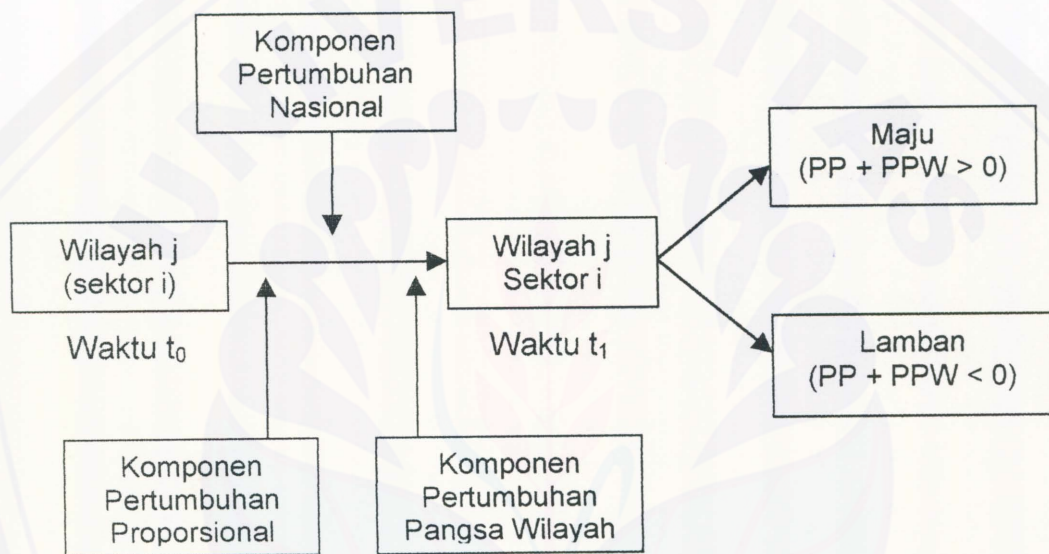 UNIVERSITAS
Komponen
Pertumbuhan
Nasional
Maju
(PP + PPW > 0)
Wilayah j
(sektor i)
Wilayah j
Sektor i
Waktu t₀
Waktu t₁
Lamban
(PP + PPW < 0)
Komponen
Pertumbuhan
Proporsional
Komponen
Pertumbuhan
Pangsa Wilayah